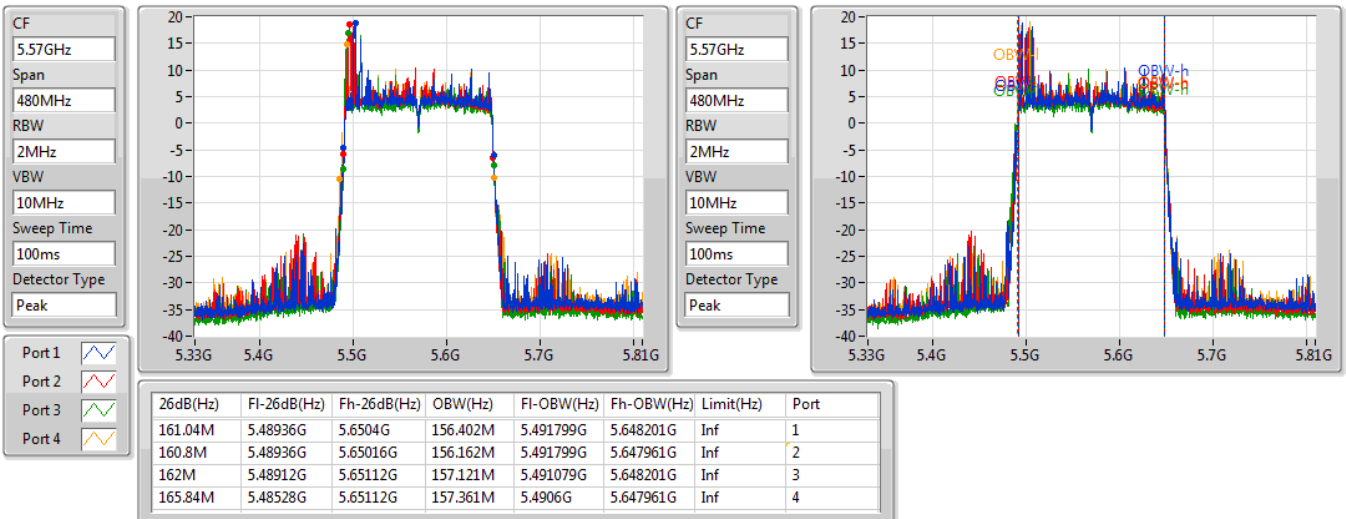 CF
5.57GHz
Span
480MHz
RBW
2MHz
VBW
10MHz
Sweep Time
100ms
Detector Type
Peak
20
15
10
5
0
-5
-10
-15
-20
-25
-30
-35
-40
5.33G 5.4G 5.5G 5.6G 5.7G 5.81G
CF
5.57GHz
Span
480MHz
RBW
2MHz
VBW
10MHz
Sweep Time
100ms
Detector Type
Peak
20
15
10
5
0
-5
-10
-15
-20
-25
-30
-35
-40
OBW-l
OBW-h
OBW-h
5.33G 5.4G 5.5G 5.6G 5.7G 5.81G
Port 1
Port 2
Port 3
Port 4
26dB(Hz) Fl-26dB(Hz) Fh-26dB(Hz) OBW(Hz) Fl-OBW(Hz) Fh-OBW(Hz) Limit(Hz) Port
161.04M 5.48936G 5.6504G 156.402M 5.491799G 5.648201G Inf 1
160.8M 5.48936G 5.65016G 156.162M 5.491799G 5.647961G Inf 2
162M 5.48912G 5.65112G 157.121M 5.491079G 5.648201G Inf 3
165.84M 5.48528G 5.65112G 157.361M 5.4906G 5.647961G Inf 4